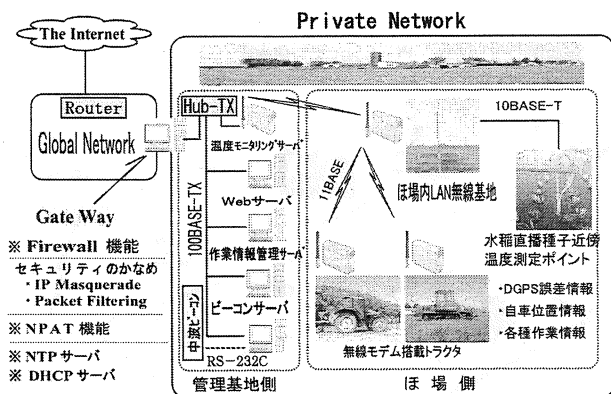 Private Network
The Internet
Router
Global Network
Gate Way
※ Firewall 機能
セキュリティのかなめ
・IP Masquerade
・Packet Filtering
※ NPAT 機能
※ NTP サーバ
※ DHCP サーバ
Hub-TX
温度モニタリングサーバ
Webサーバ
作業情報管理サーバ
ビーコンサーバ
100BASE-TX
中波ビーコン
RS-232C
管理基地側
10BASE-T
11BASE
ほ場内LAN無線基地
水稲直播種子近傍
温度測定ポイント
・DGPS誤差情報
・自車位置情報
・各種作業情報
無線モデム搭載トラクタ
ほ場側